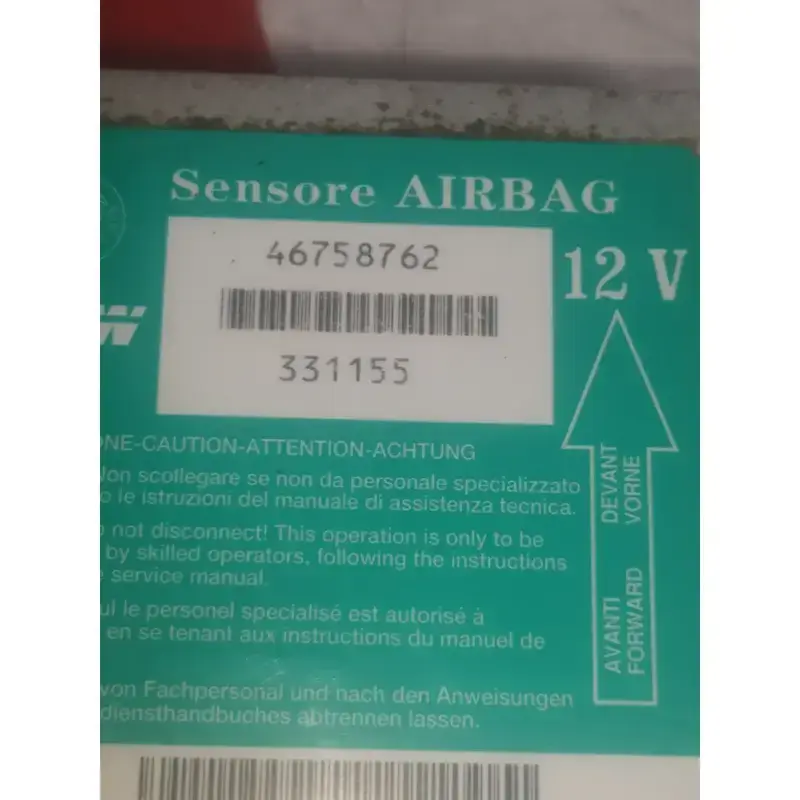 Sensore AIRBAG
46758762
12 V
331155
NE-CAUTION-ATTENTION-ACHTUNG
Non scollegare se non da personale specializzato
o le istruzioni del manuale di assistenza tecnica.
not disconnect! This operation is only to be
by skilled operators, following the instructions
service manual.
le personel specialisé est autorisé à
en se tenant aux instructions du manuel de
von Fachpersonal und nach den Anweisungen
diensthandbuches abtrennen lassen.
AVANTI DEVANT
FORWARD VORNE